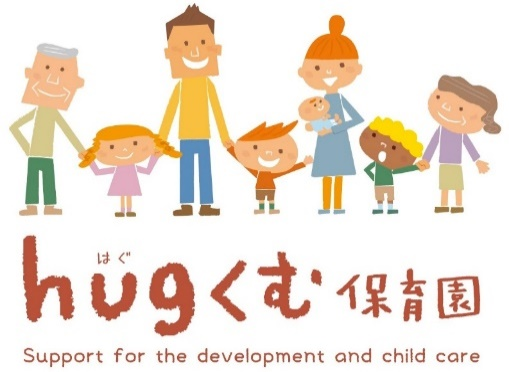 はぐ
hugくむ保育園
Support for the development and child care